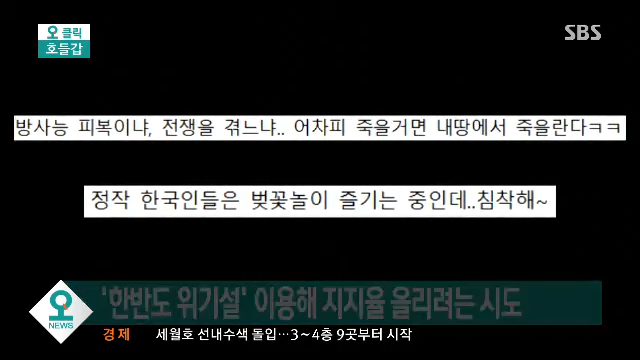 오 클릭
SBS
호들갑
방사능 피복이냐, 전쟁을 겪느냐.. 어차피 죽을거면 내땅에서 죽을란다ㅋㅋ
정작 한국인들은 벚꽃놀이 즐기는 중인데..침착해~
'한반도 위기설' 이용해 지지율 올리려는 시도
오
NEWS
경제 세월호 선내수색 돌입…3~4층 9곳부터 시작